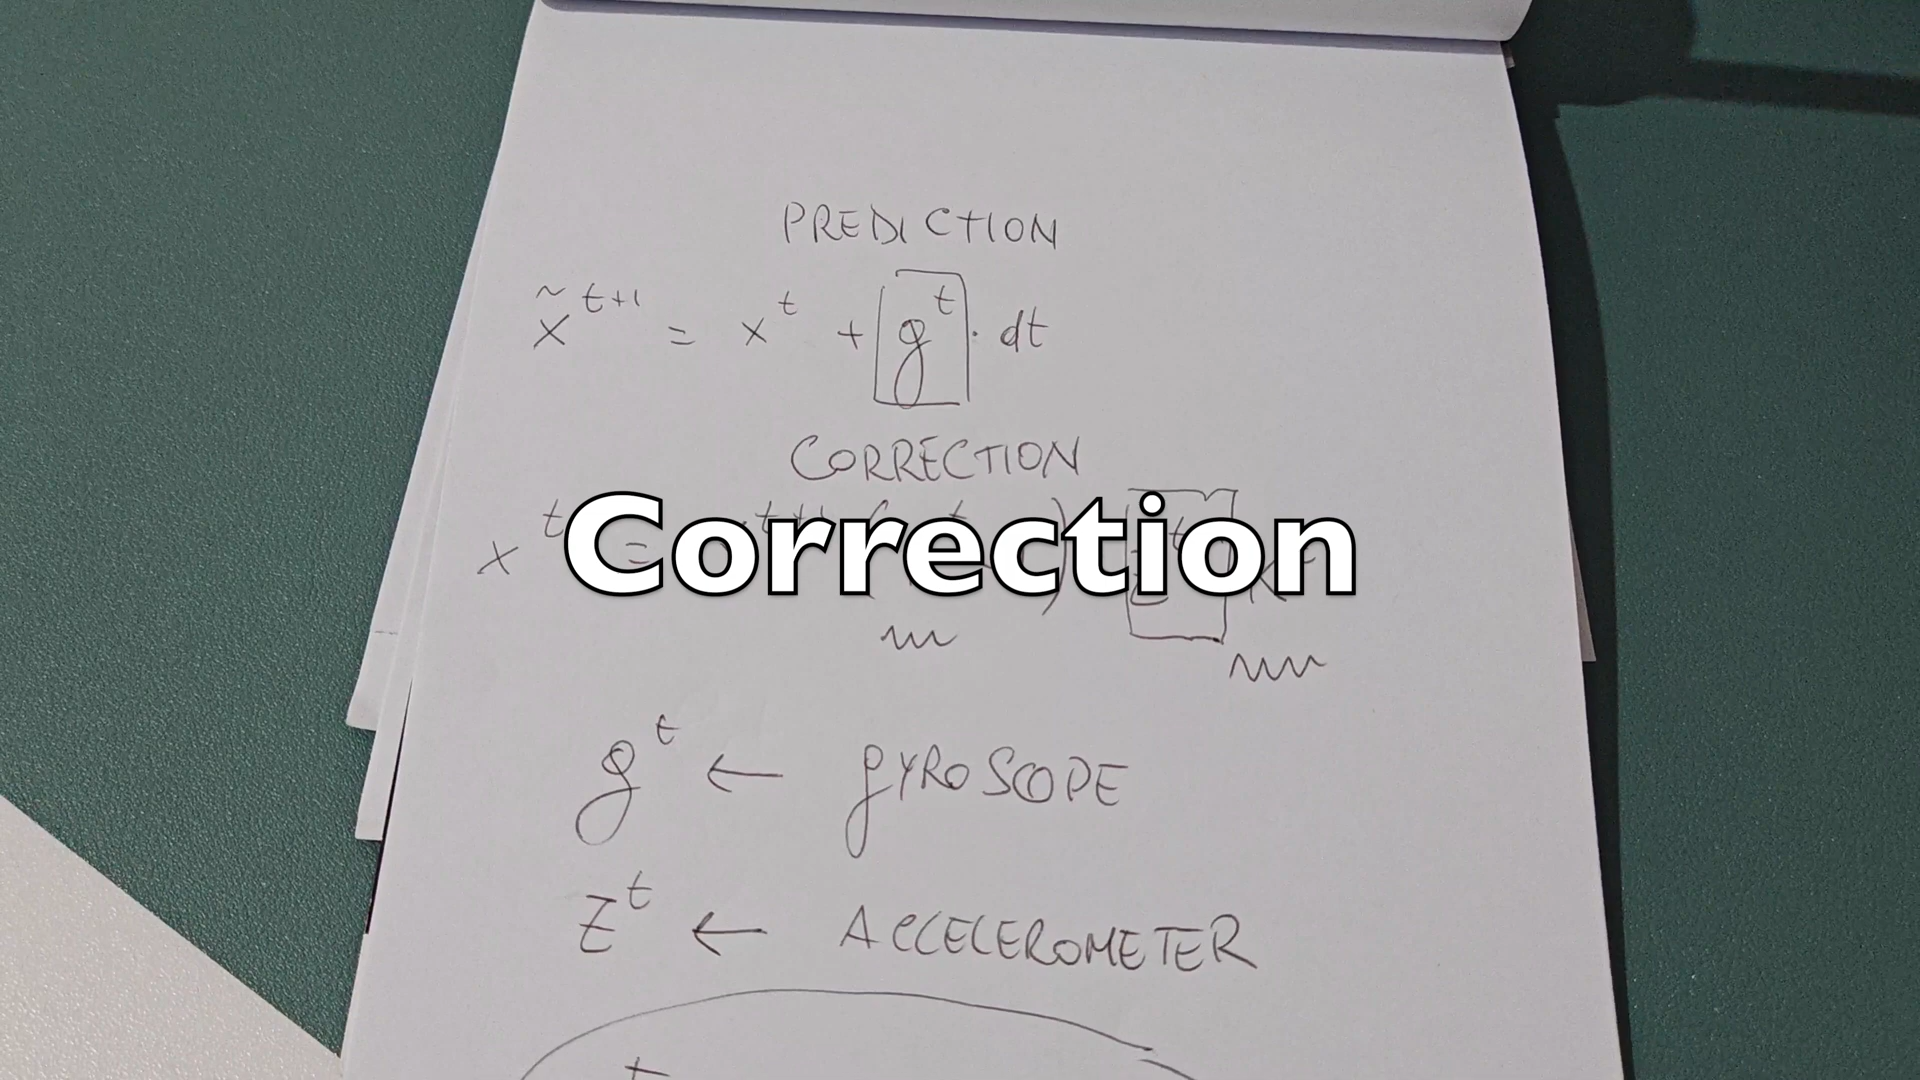 PREDICTION
x̃^{t+1} = x^t + g^t · dt
CORRECTION
Correction
x^t =
g^t ← gYROSCOPE
z^t ← ACCELEROMETER
t